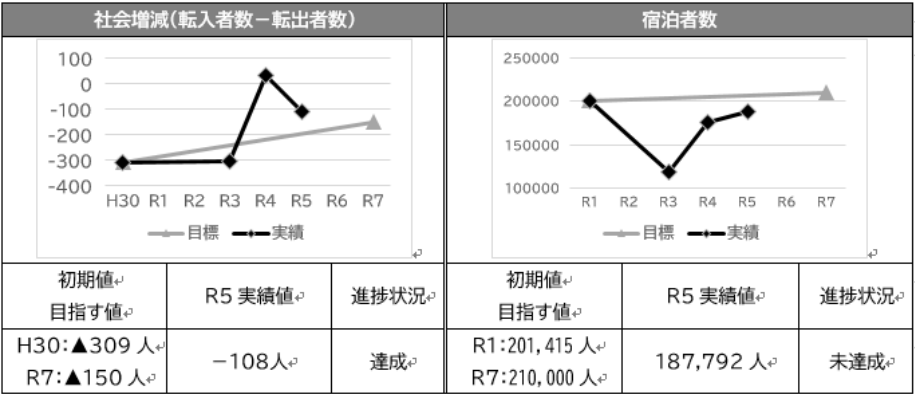 社会増減(転入者数－転出者数)
100
0
-100
-200
-300
-400
H30 R1 R2 R3 R4 R5 R6 R7
目標 実績
初期値
目指す値
R5 実績値
進捗状況
H30:▲309 人
R7:▲150 人
－108人
達成
宿泊者数
250000
200000
150000
100000
R1 R2 R3 R4 R5 R6 R7
目標 実績
初期値
目指す値
R5 実績値
進捗状況
R1:201,415 人
R7:210,000 人
187,792 人
未達成